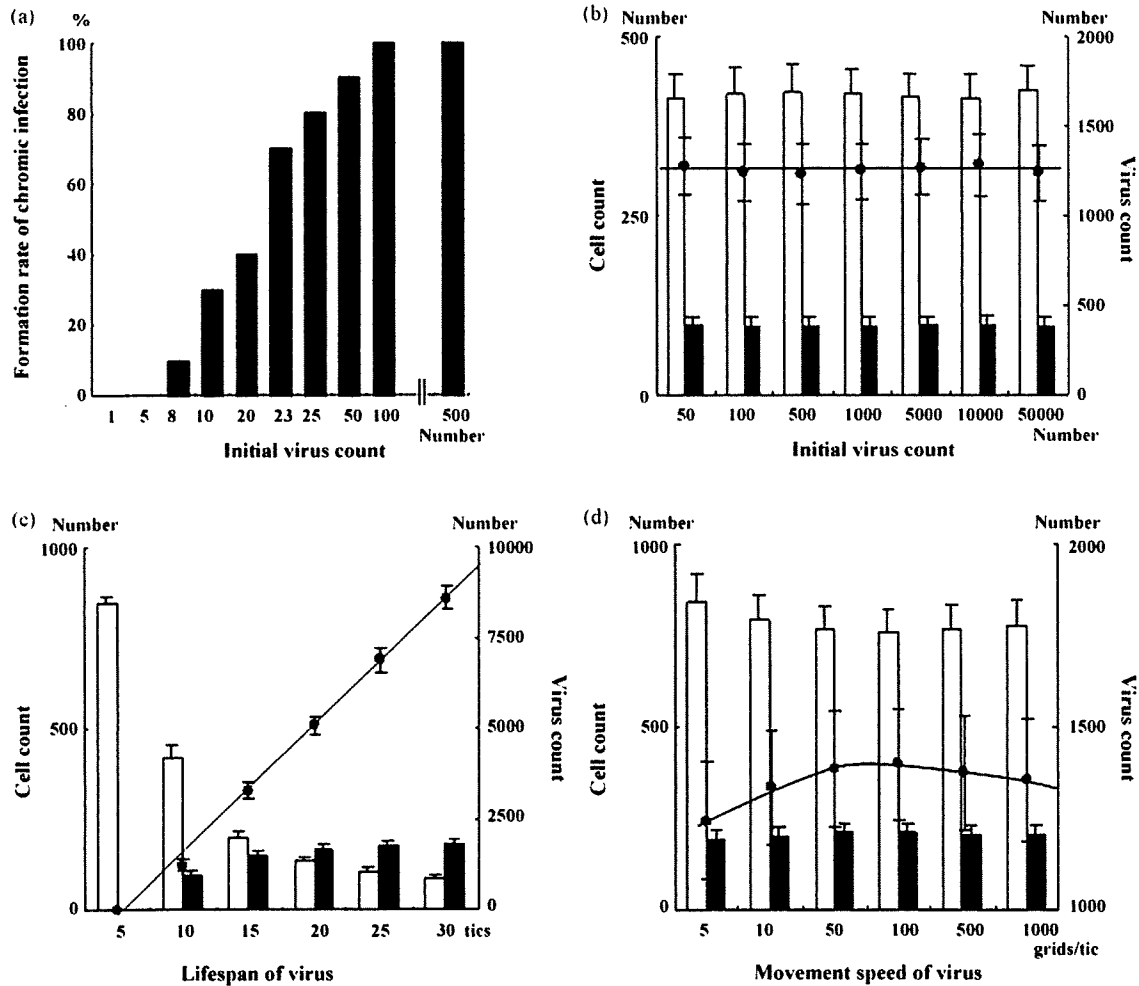 (a)
%
100
80
60
40
20
0
Formation rate of chromic infection
1 5 8 10 20 23 25 50 100 500
Number
Initial virus count
(b)
Number Number
500 2000
1500
250
1000
500
0 0
Cell count
Virus count
50 100 500 1000 5000 10000 50000
Number
Initial virus count
(c)
Number Number
1000 10000
7500
500 5000
2500
0 0
Cell count
Virus count
5 10 15 20 25 30 tics
Lifespan of virus
(d)
Number Number
1000 2000
500 1500
0 1000
Cell count
Virus count
5 10 50 100 500 1000
grids/tic
Movement speed of virus